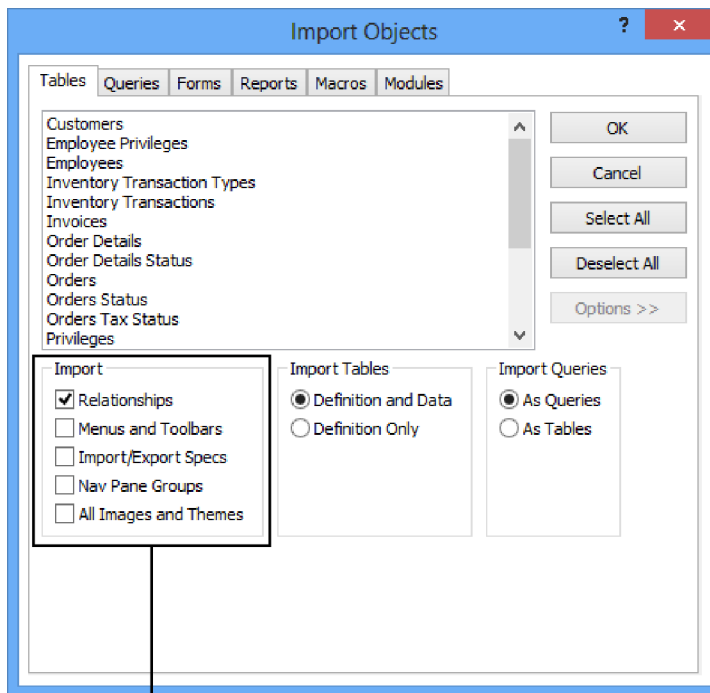 Import Objects
?
×
Tables Queries Forms Reports Macros Modules
Customers
Employee Privileges
Employees
Inventory Transaction Types
Inventory Transactions
Invoices
Order Details
Order Details Status
Orders
Orders Status
Orders Tax Status
Privileges
OK
Cancel
Select All
Deselect All
Options >>
Import
Relationships
Menus and Toolbars
Import/Export Specs
Nav Pane Groups
All Images and Themes
Import Tables
Definition and Data
Definition Only
Import Queries
As Queries
As Tables